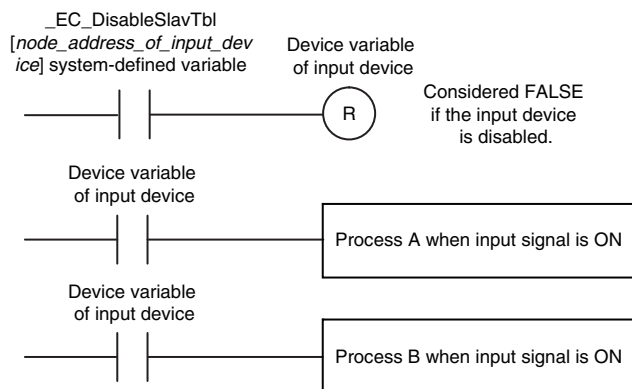 _EC_DisableSlavTbl
[node_address_of_input_dev
ice] system-defined variable
Device variable
of input device
R
Considered FALSE
if the input device
is disabled.
Device variable
of input device
Process A when input signal is ON
Device variable
of input device
Process B when input signal is ON